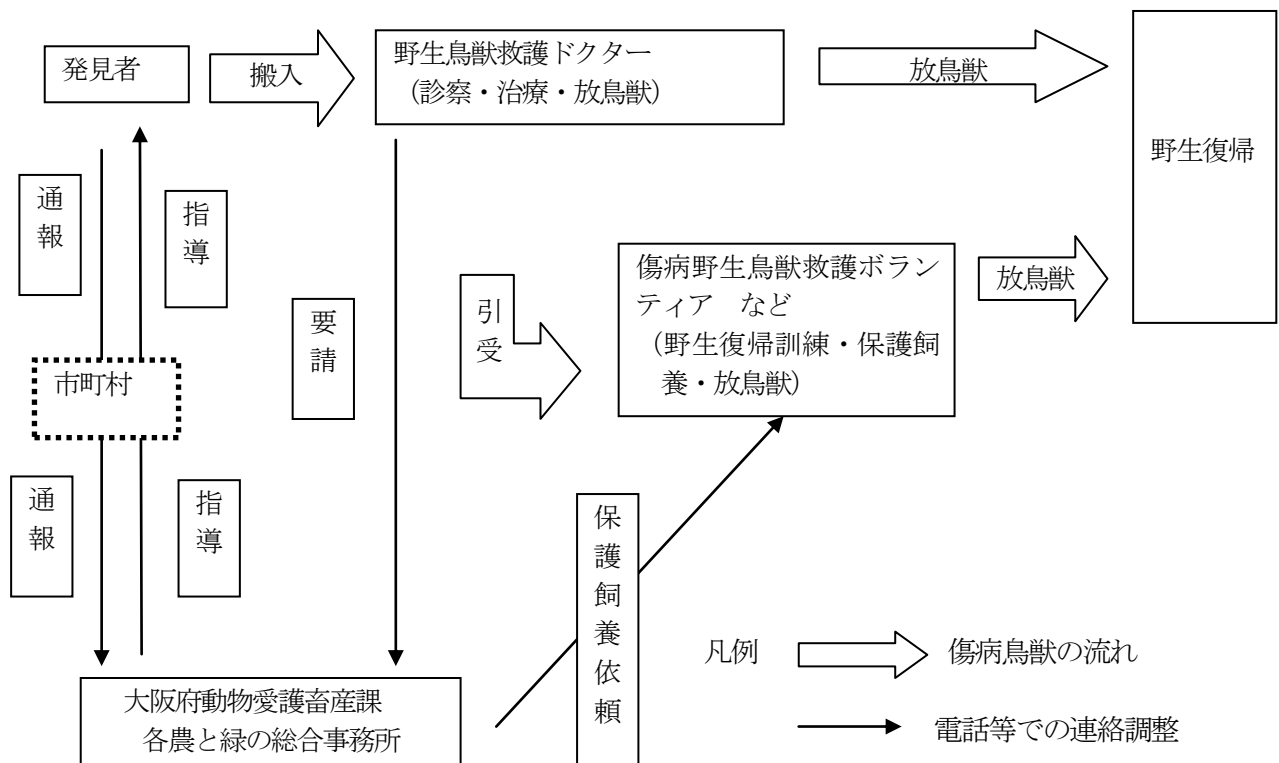 発見者
搬入
野生鳥獣救護ドクター
(診察・治療・放鳥獣)
放鳥獣
野生復帰
通報
指導
要請
引受
傷病野生鳥獣救護ボラン
ティア など
(野生復帰訓練・保護飼
養・放鳥獣)
放鳥獣
市町村
通報
指導
保護飼養依頼
凡例
傷病鳥獣の流れ
電話等での連絡調整
大阪府動物愛護畜産課
各農と緑の総合事務所